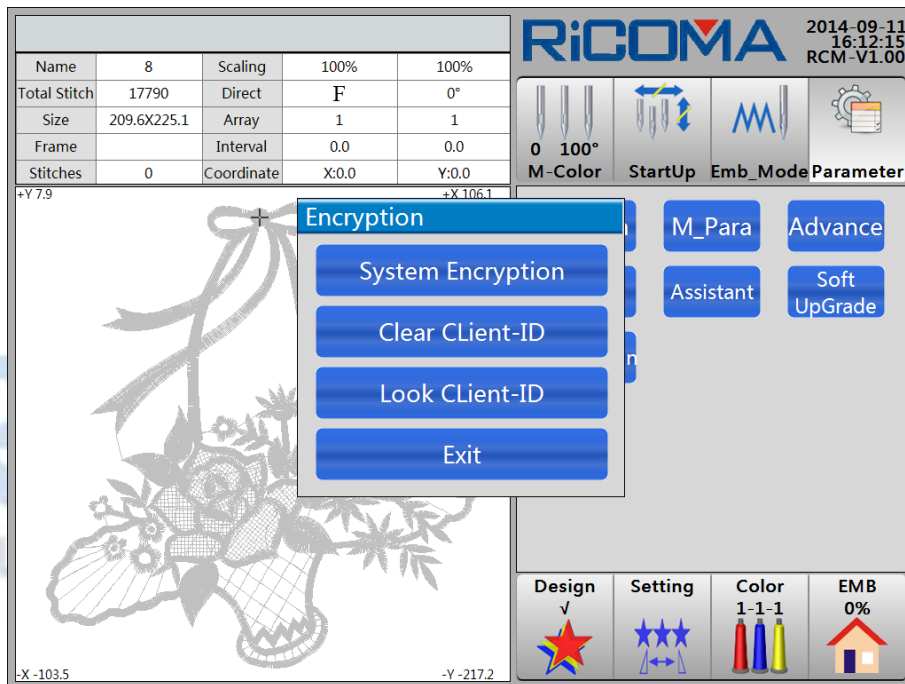 RiCOMA
2014-09-11
16:12:15
RCM-V1.00
Name 8 Scaling 100% 100%
Total Stitch 17790 Direct F 0°
Size 209.6X225.1 Array 1 1
Frame Interval 0.0 0.0
Stitches 0 Coordinate X:0.0 Y:0.0
0 100°
M-Color StartUp Emb_Mode Parameter
+Y 7.9 +X 106.1
Encryption
System Encryption
Clear CLient-ID
Look CLient-ID
Exit
M_Para Advance
Assistant Soft
UpGrade
n
-X -103.5 -Y -217.2
Design Setting Color EMB
√ 1-1-1 0%